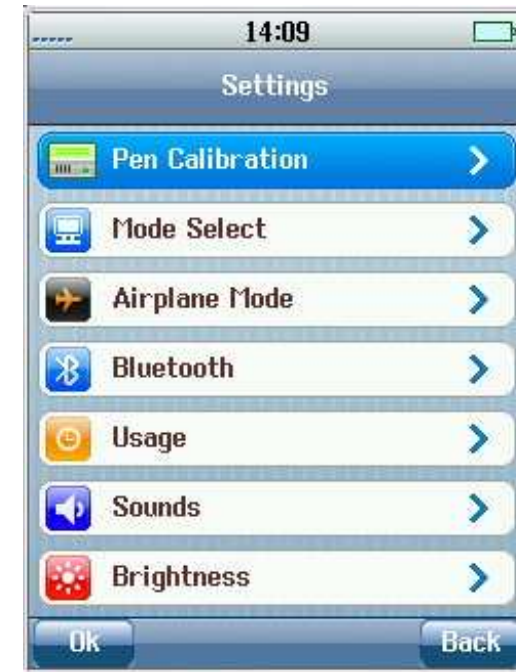 14:09
Settings
Pen Calibration
Mode Select
Airplane Mode
Bluetooth
Usage
Sounds
Brightness
Ok Back